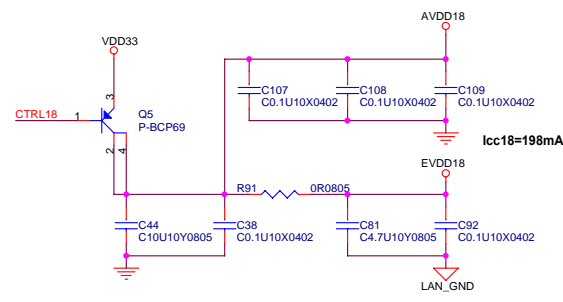 AVDD18
VDD33
C107
C0.1U10X0402
C108
C0.1U10X0402
C109
C0.1U10X0402
3
Q5
P-BCP69
CTRL18
1
2
4
Icc18=198mA
EVDD18
R91
0R0805
C44
C10U10Y0805
C38
C0.1U10X0402
C81
C4.7U10Y0805
C92
C0.1U10X0402
LAN_GND